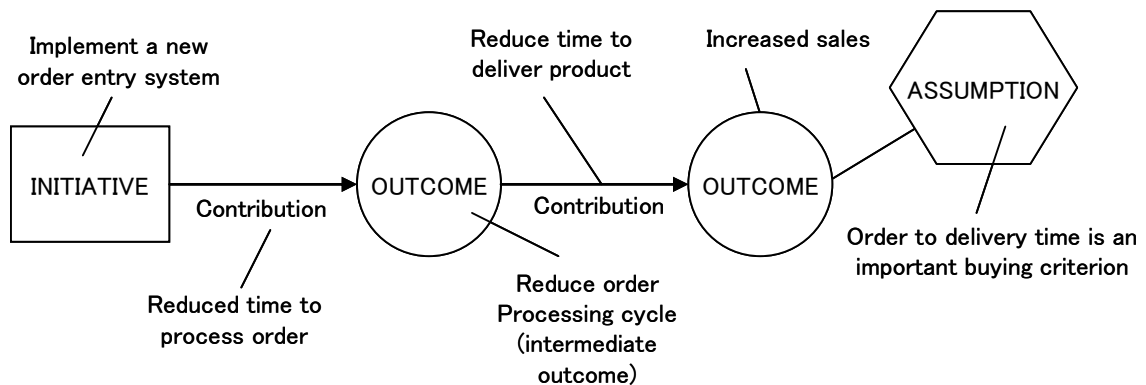 Implement a new
order entry system
INITIATIVE
Contribution
Reduced time to
process order
OUTCOME
Reduce order
Processing cycle
(intermediate
outcome)
Reduce time to
deliver product
Contribution
Increased sales
OUTCOME
ASSUMPTION
Order to delivery time is an
important buying criterion